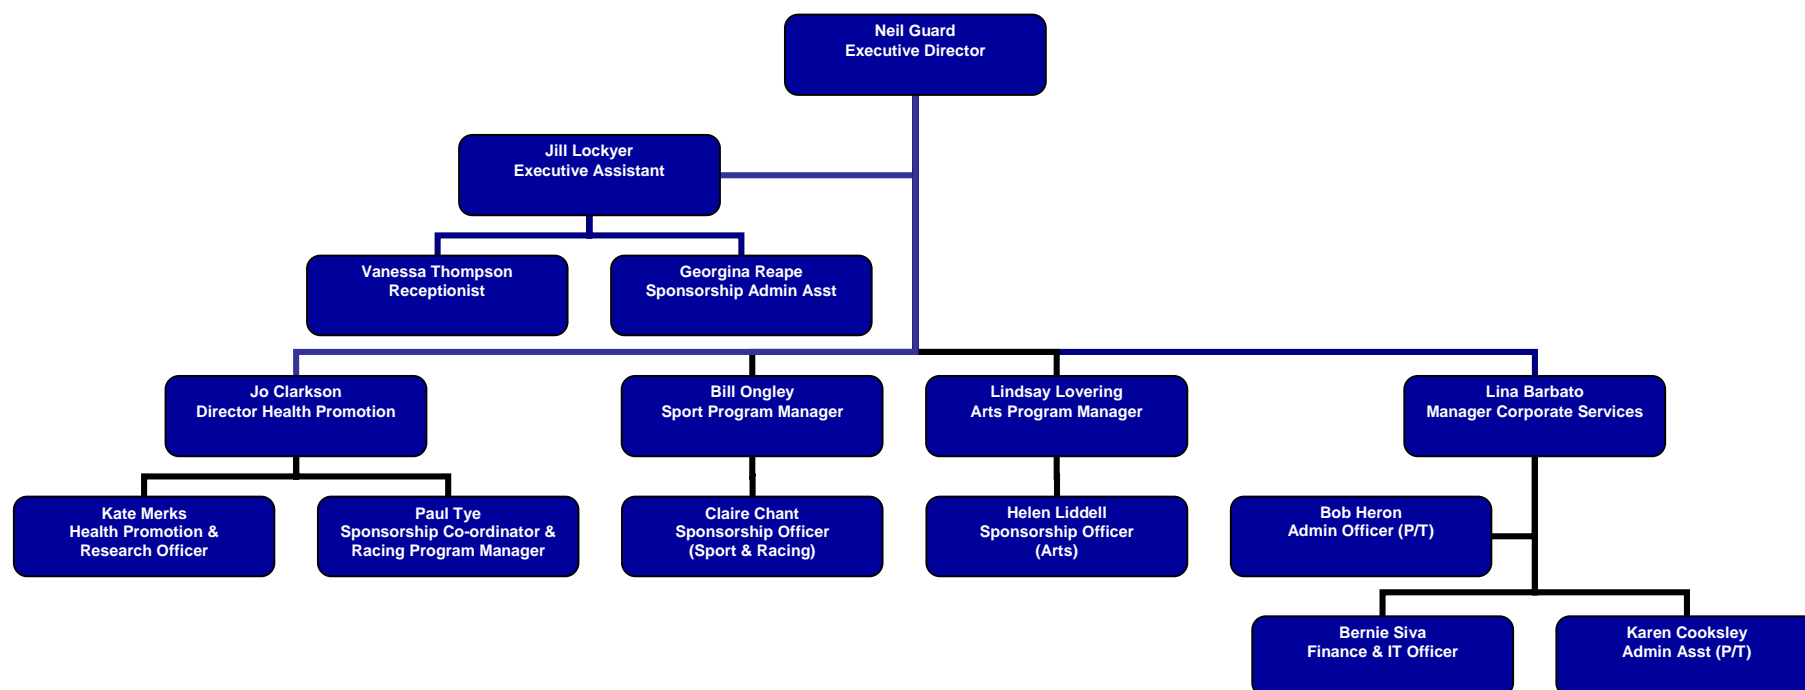 Neil Guard
Executive Director
Jill Lockyer
Executive Assistant
Vanessa Thompson
Receptionist
Georgina Reape
Sponsorship Admin Asst
Jo Clarkson
Director Health Promotion
Bill Ongley
Sport Program Manager
Lindsay Lovering
Arts Program Manager
Lina Barbato
Manager Corporate Services
Kate Merks
Health Promotion &
Research Officer
Paul Tye
Sponsorship Co-ordinator &
Racing Program Manager
Claire Chant
Sponsorship Officer
(Sport & Racing)
Helen Liddell
Sponsorship Officer
(Arts)
Bob Heron
Admin Officer (P/T)
Bernie Siva
Finance & IT Officer
Karen Cooksley
Admin Asst (P/T)